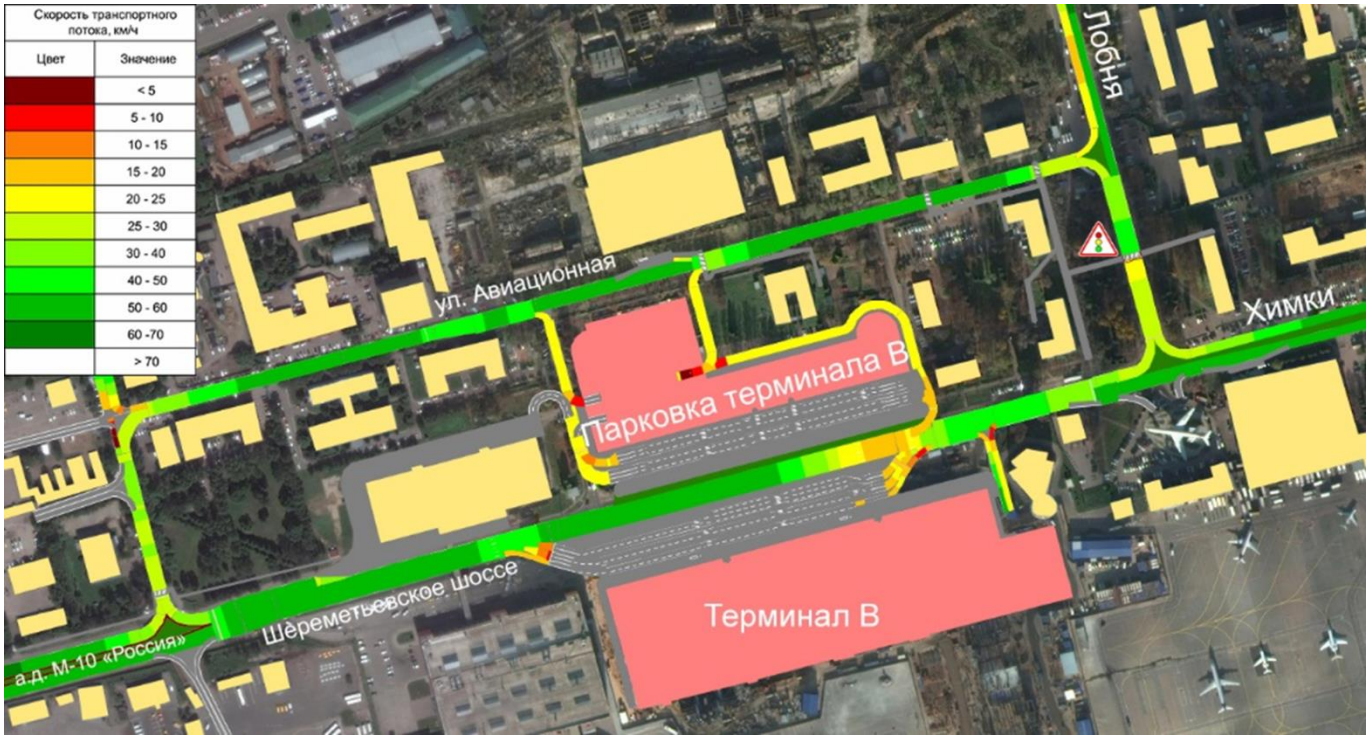 Скорость транспортного
потока, км/ч
Цвет Значение
< 5
5 - 10
10 - 15
15 - 20
20 - 25
25 - 30
30 - 40
40 - 50
50 - 60
60 -70
> 70
Лобня
ул. Авиационная
Химки
Парковка терминала B
Шереметьевское шоссе
Терминал B
а.д. М-10 «Россия»